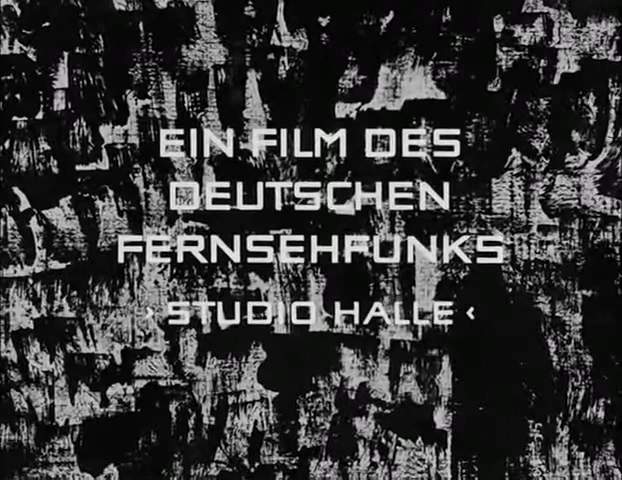 EIN FILM DES
DEUTSCHEN
FERNSEHFUNKS
› STUDIO HALLE ‹